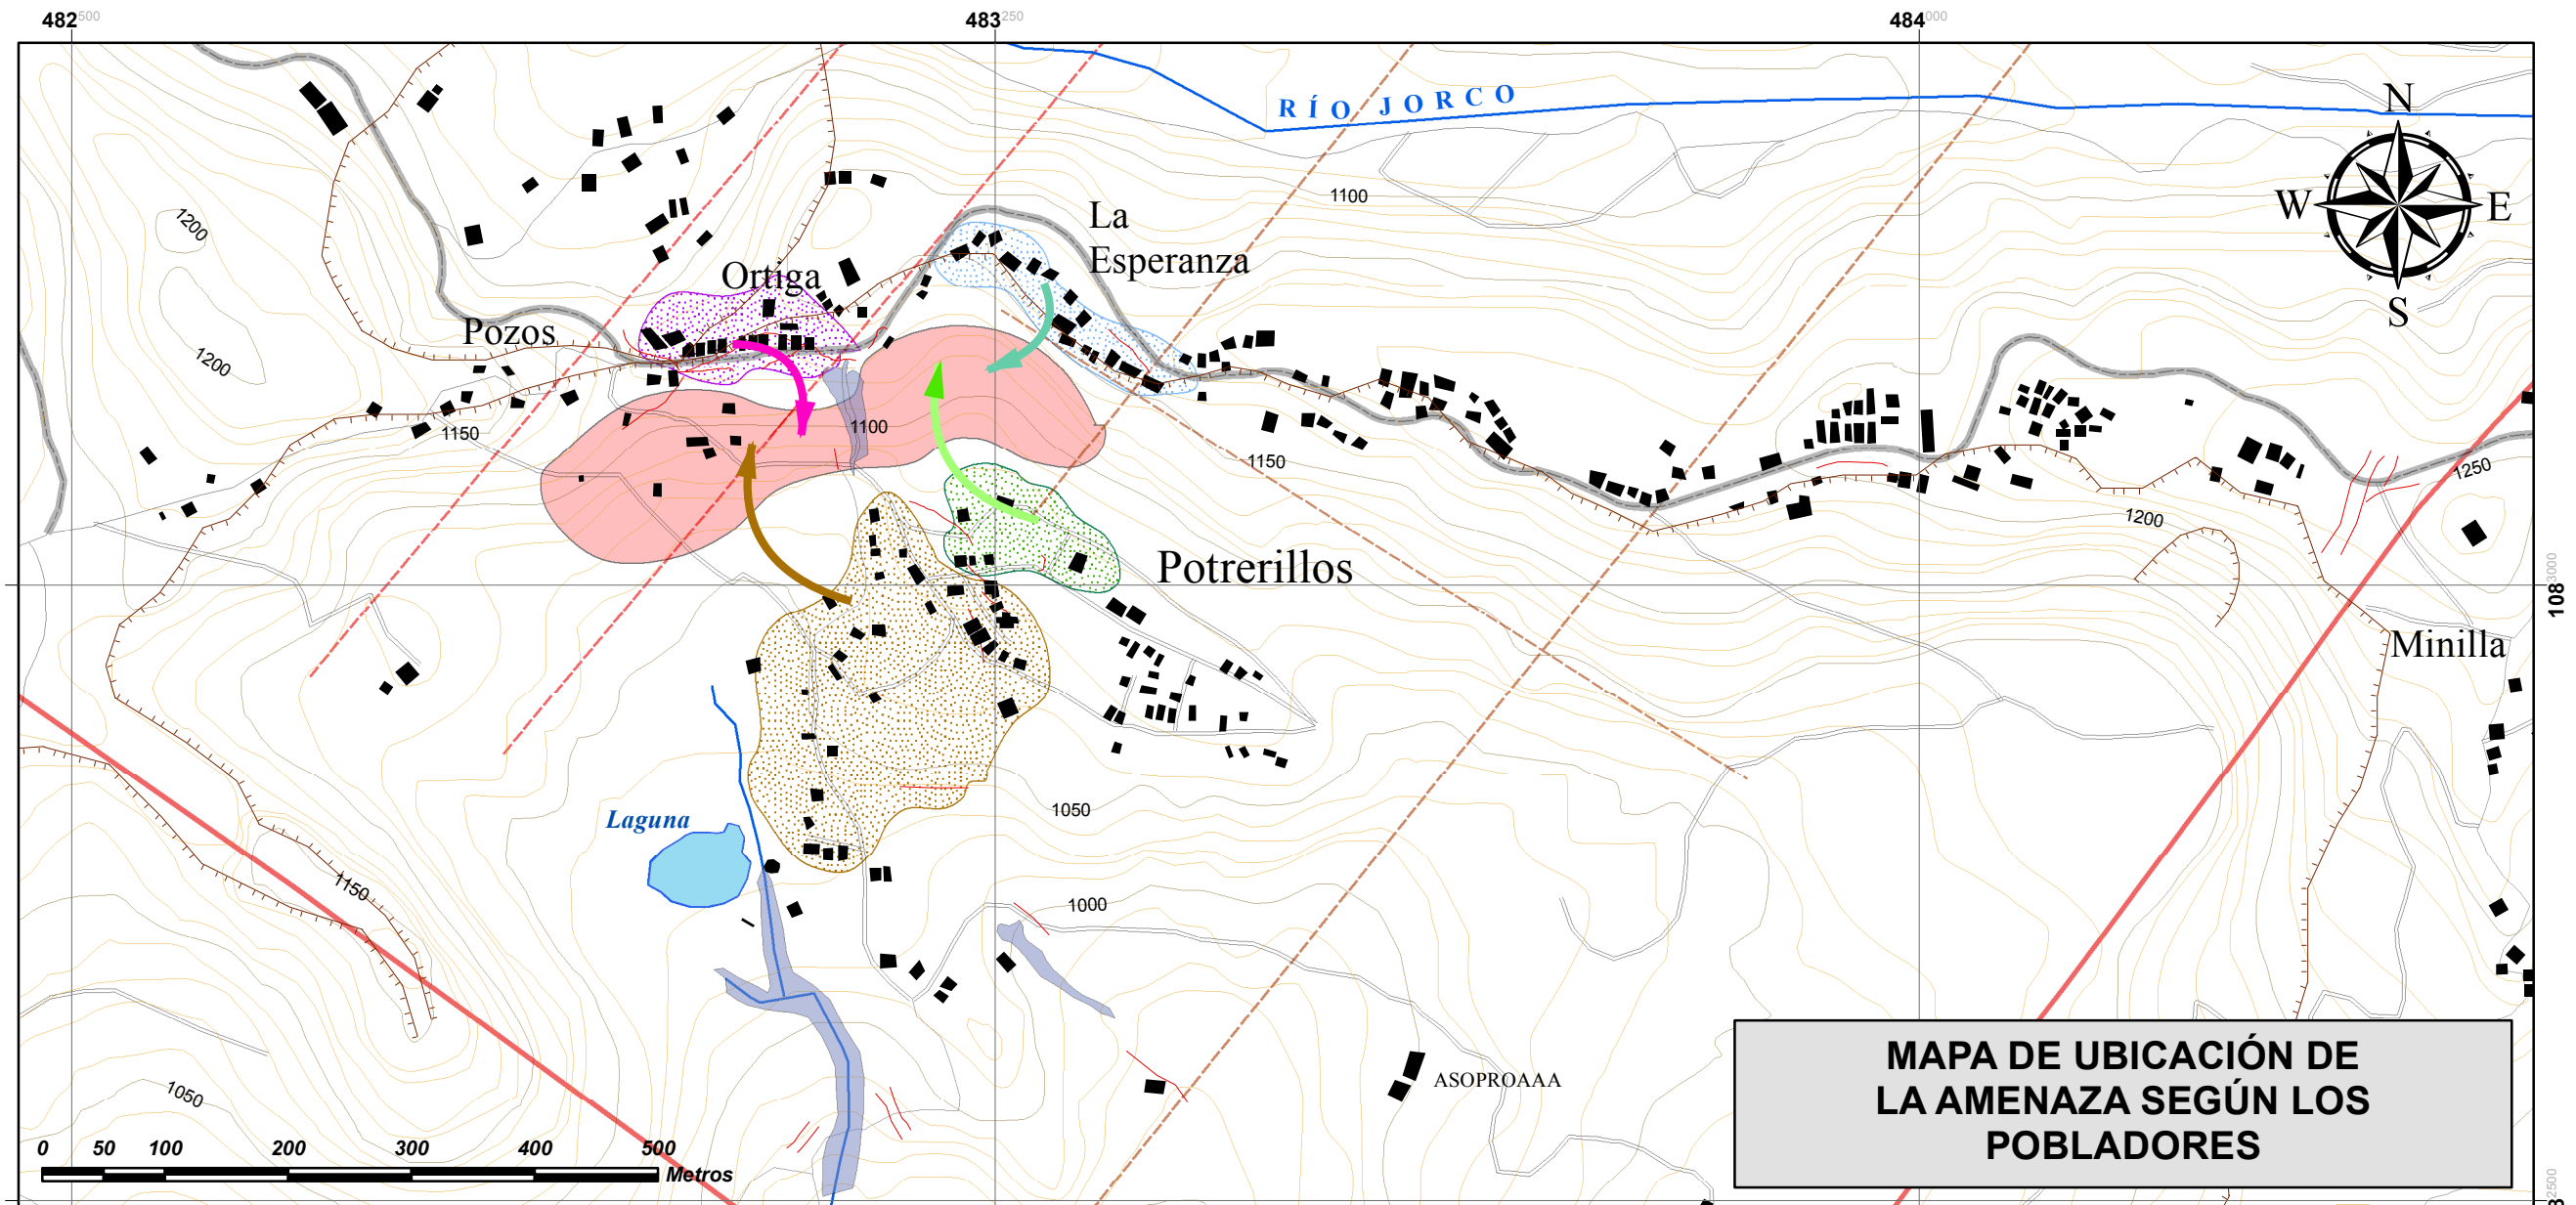 482500
483250
484000
RÍO JORCO
N
W
E
S
1100
1200
La
Esperanza
Ortiga
Pozos
1200
1150
1100
1150
1250
1200
Potrerillos
1083000
Minilla
Laguna
1050
1150
1000
ASOPROAAA
1050
MAPA DE UBICACIÓN DE
LA AMENAZA SEGÚN LOS
POBLADORES
0 50 100 200 300 400 500
Metros
2500